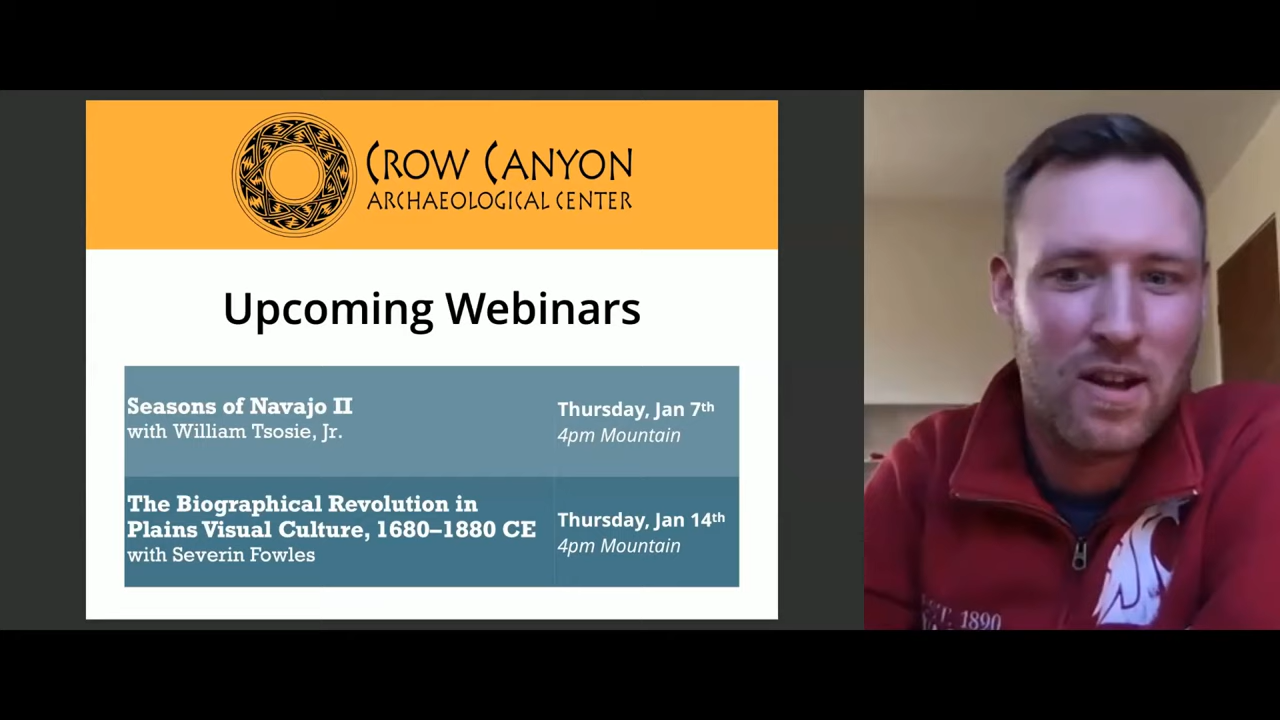 CROW CANYON
ARCHAEOLOGICAL CENTER
Upcoming Webinars
Seasons of Navajo II
with William Tsosie, Jr.
Thursday, Jan 7th
4pm Mountain
The Biographical Revolution in
Plains Visual Culture, 1680–1880 CE
with Severin Fowles
Thursday, Jan 14th
4pm Mountain
EST. 1890